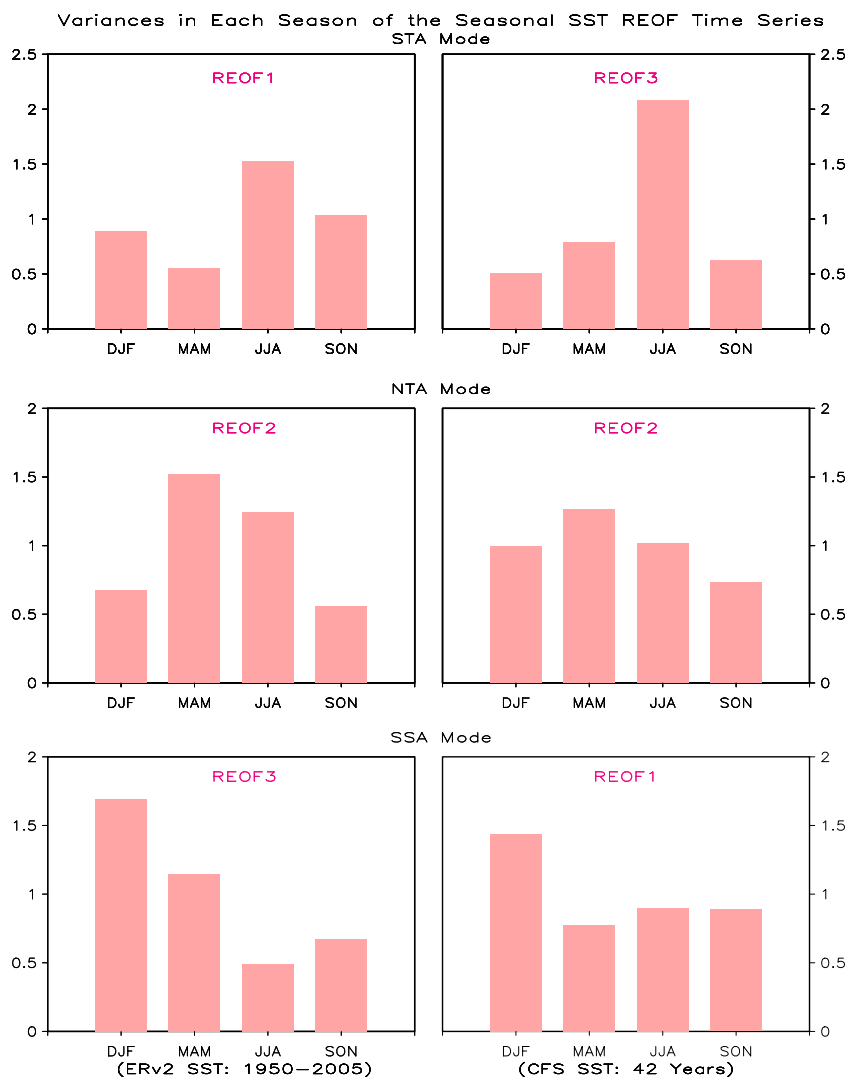 Variances in Each Season of the Seasonal SST REOF Time Series
STA Mode
REOF1
2.5
2
1.5
1
0.5
0
DJF MAM JJA SON
REOF3
2.5
2
1.5
1
0.5
0
DJF MAM JJA SON
NTA Mode
REOF2
2
1.5
1
0.5
0
DJF MAM JJA SON
REOF2
2
1.5
1
0.5
0
DJF MAM JJA SON
SSA Mode
REOF3
2
1.5
1
0.5
0
DJF MAM JJA SON
(ERv2 SST: 1950−2005)
REOF1
2
1.5
1
0.5
0
DJF MAM JJA SON
(CFS SST: 42 Years)